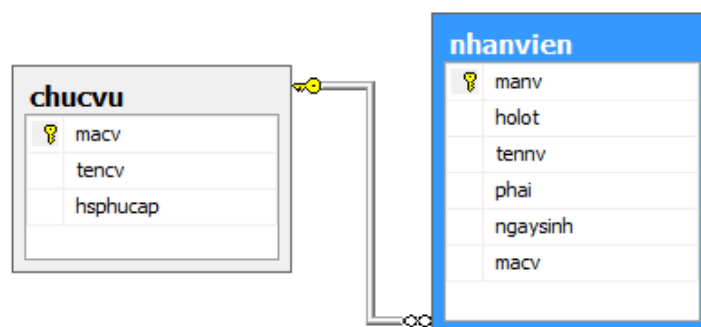 chucvu
macv
tencv
hsphucap
nhanvien
manv
holot
tennv
phai
ngaysinh
macv